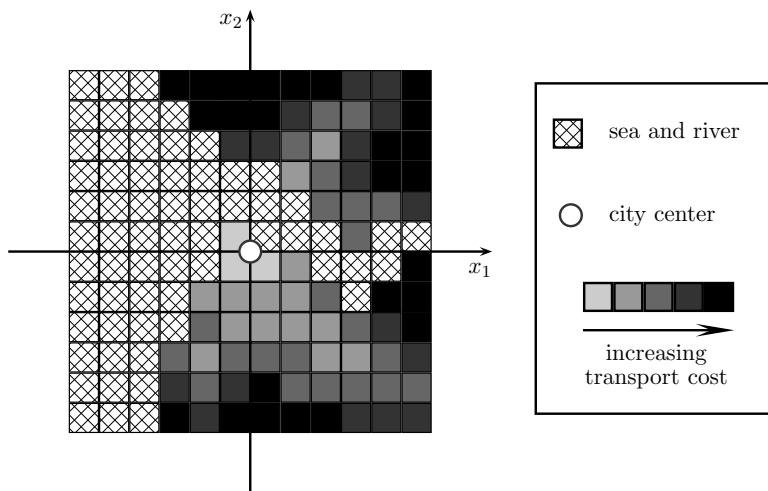 x₂
x₁
sea and river
city center
increasing
transport cost